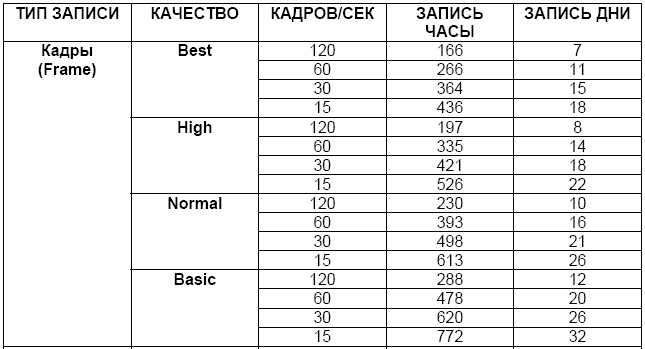 ТИП ЗАПИСИ КАЧЕСТВО КАДРОВ/СЕК ЗАПИСЬ ЧАСЫ ЗАПИСЬ ДНИ
Кадры (Frame) Best 120 166 7
60 266 11
30 364 15
15 436 18
High 120 197 8
60 335 14
30 421 18
15 526 22
Normal 120 230 10
60 393 16
30 498 21
15 613 26
Basic 120 288 12
60 478 20
30 620 26
15 772 32